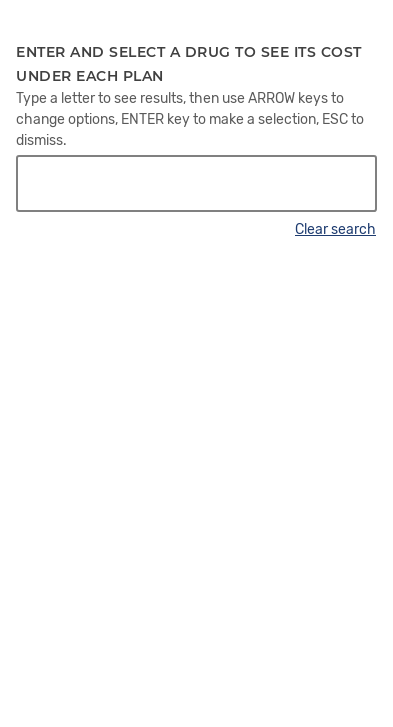 ENTER AND SELECT A DRUG TO SEE ITS COST
UNDER EACH PLAN
Type a letter to see results, then use ARROW keys to
change options, ENTER key to make a selection, ESC to
dismiss.
Clear search